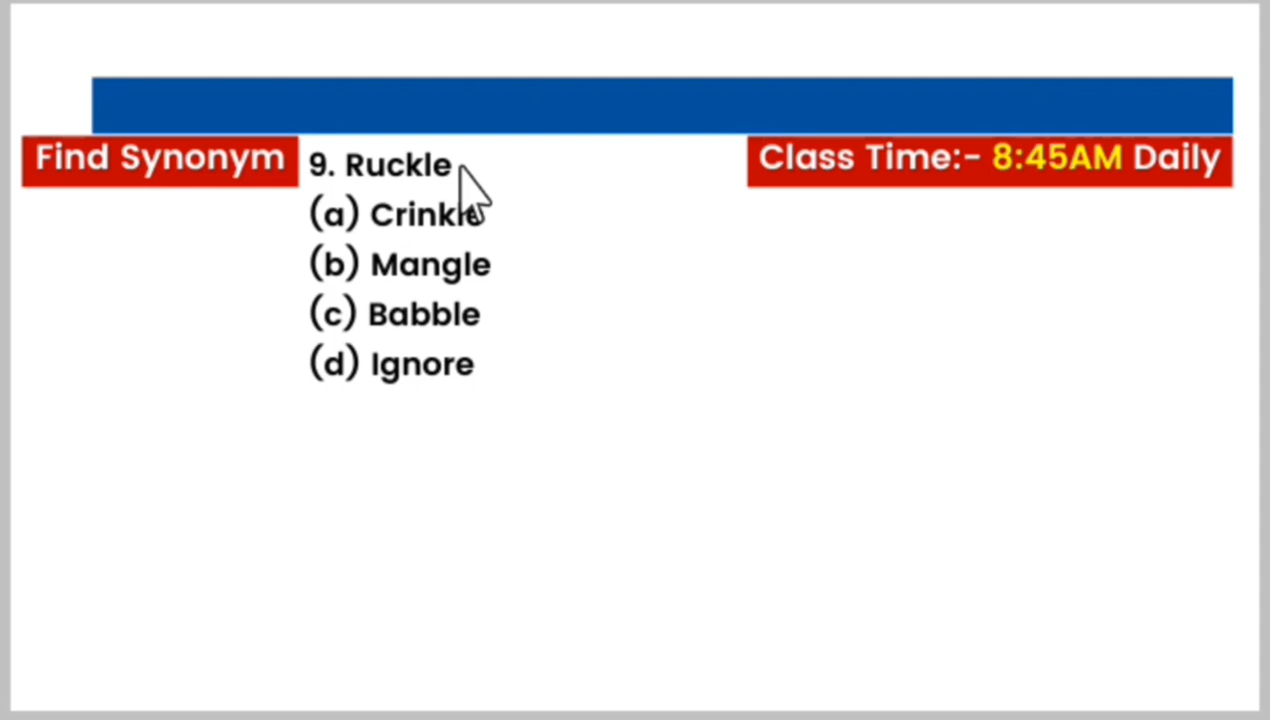 Find Synonym
9. Ruckle
Class Time:- 8:45AM Daily
(a) Crinkle
(b) Mangle
(c) Babble
(d) Ignore